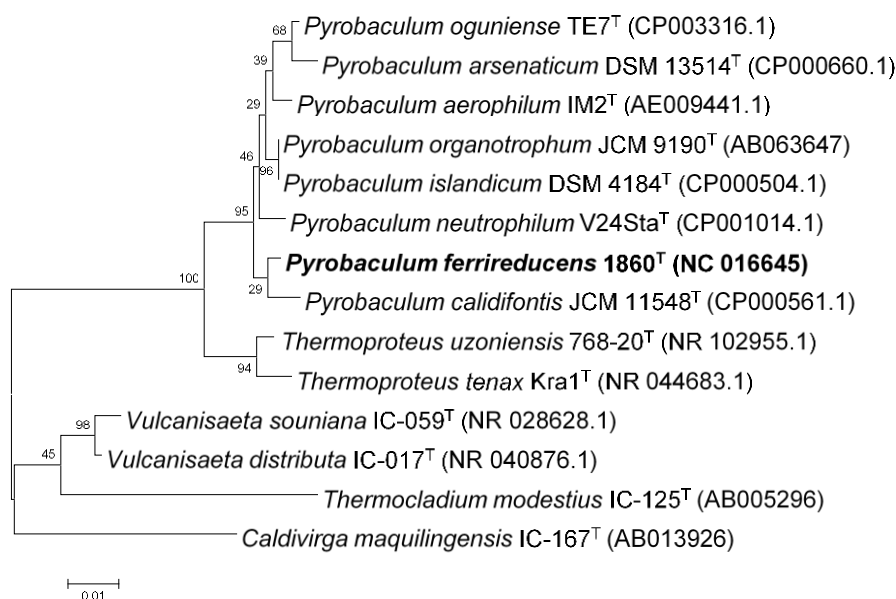 68
Pyrobaculum oguniense TE7ᵀ (CP003316.1)
39
Pyrobaculum arsenaticum DSM 13514ᵀ (CP000660.1)
29
Pyrobaculum aerophilum IM2ᵀ (AE009441.1)
Pyrobaculum organotrophum JCM 9190ᵀ (AB063647)
46
96
Pyrobaculum islandicum DSM 4184ᵀ (CP000504.1)
95
Pyrobaculum neutrophilum V24Staᵀ (CP001014.1)
Pyrobaculum ferrireducens 1860ᵀ (NC 016645)
100
29
Pyrobaculum calidifontis JCM 11548ᵀ (CP000561.1)
Thermoproteus uzoniensis 768-20ᵀ (NR 102955.1)
94
Thermoproteus tenax Kra1ᵀ (NR 044683.1)
98
Vulcanisaeta souniana IC-059ᵀ (NR 028628.1)
45
Vulcanisaeta distributa IC-017ᵀ (NR 040876.1)
Thermocladium modestius IC-125ᵀ (AB005296)
Caldivirga maquilingensis IC-167ᵀ (AB013926)
0.01